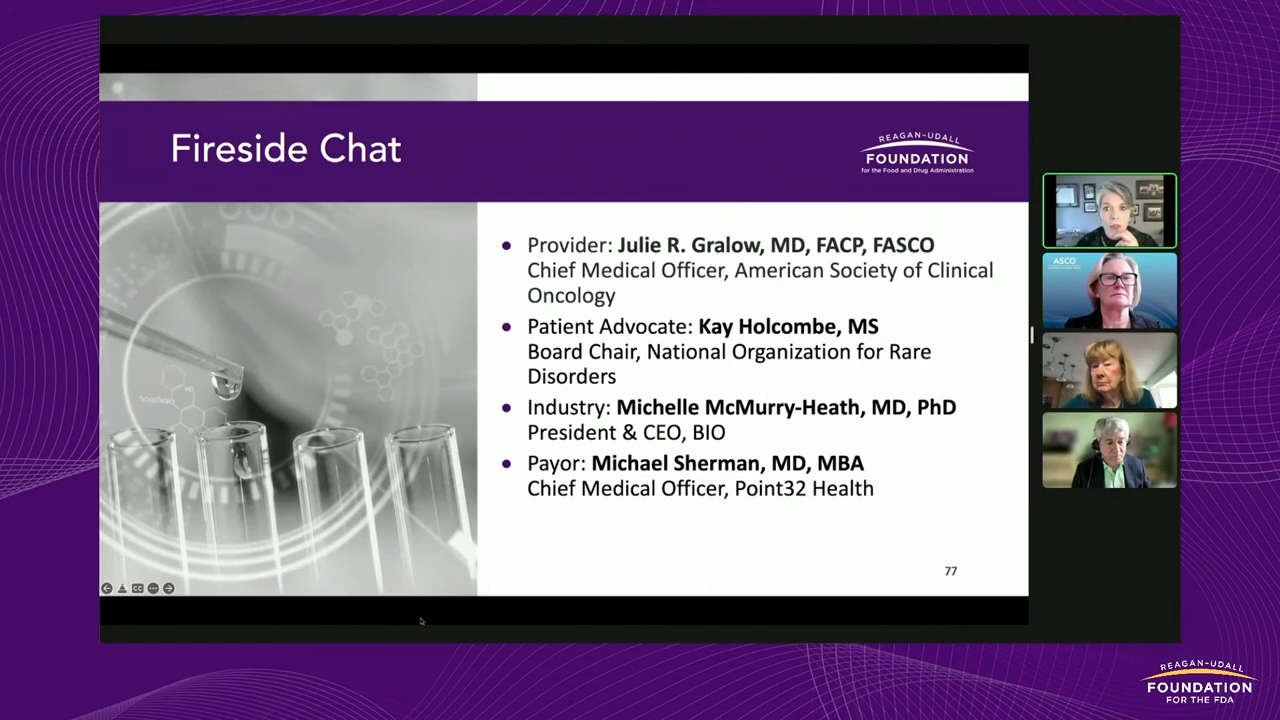 Fireside Chat
REAGAN-UDALL
FOUNDATION
for the Food and Drug Administration
• Provider: Julie R. Gralow, MD, FACP, FASCO
Chief Medical Officer, American Society of Clinical
Oncology
• Patient Advocate: Kay Holcombe, MS
Board Chair, National Organization for Rare
Disorders
• Industry: Michelle McMurry-Heath, MD, PhD
President & CEO, BIO
• Payor: Michael Sherman, MD, MBA
Chief Medical Officer, Point32 Health
77
CC
ASCO
REAGAN-UDALL
FOUNDATION
FOR THE FDA